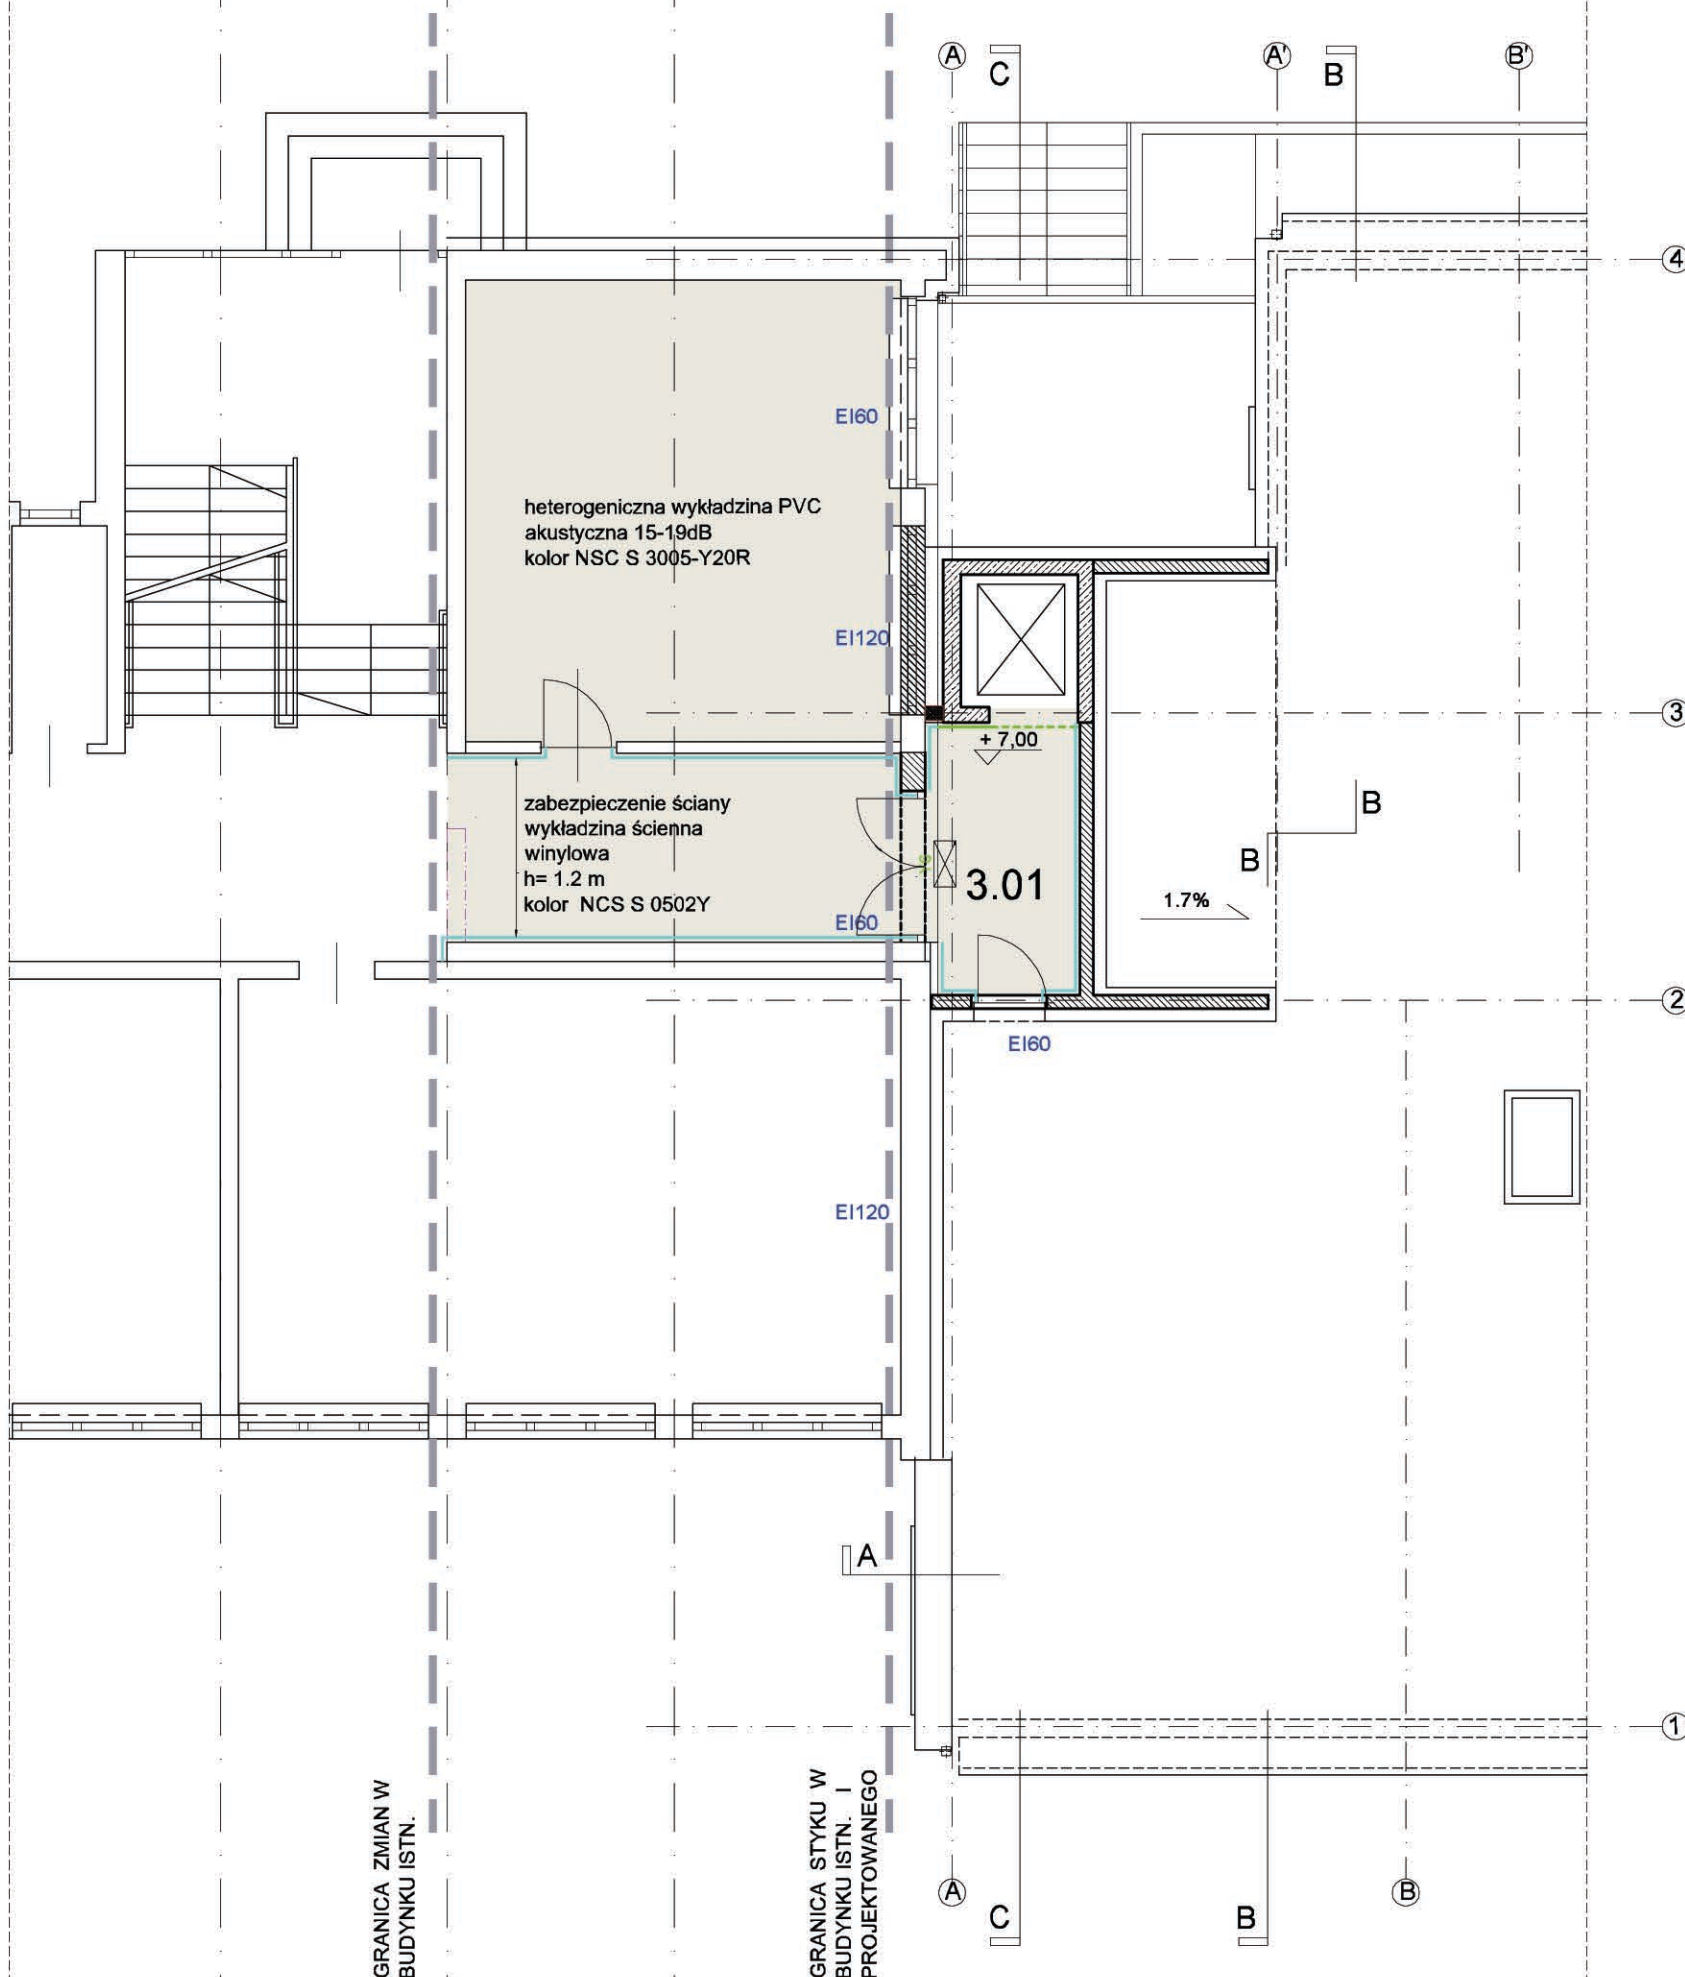 A
C
A'
B
B'
4
EI60
heterogeniczna wykładzina PVC
akustyczna 15-19dB
kolor NSC S 3005-Y20R
EI120
3
+ 7,00
zabezpieczenie ściany
wykładzina ścienna
winylowa
h= 1.2 m
kolor NCS S 0502Y
EI60
3.01
B
B
1.7%
2
EI60
EI120
A
1
GRANICA ZMIAN W
BUDYNKU ISTN.
GRANICA STYKU W
BUDYNKU ISTN. I
PROJEKTOWANEGO
A
C
B
B